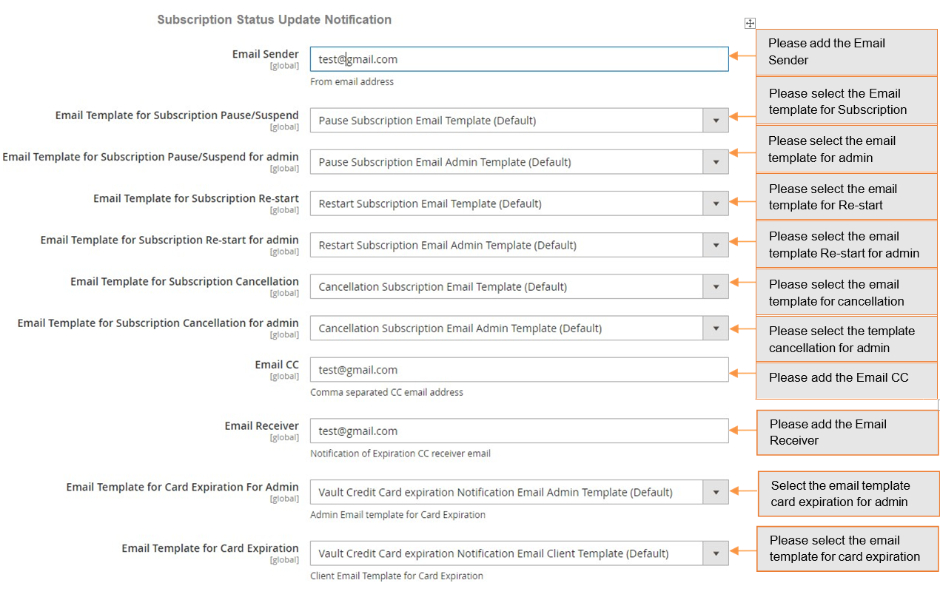 Subscription Status Update Notification
Email Sender
[global]
test@gmail.com
From email address
Please add the Email
Sender
Email Template for Subscription Pause/Suspend
[global]
Pause Subscription Email Template (Default)
Please select the Email
template for Subscription
Email Template for Subscription Pause/Suspend for admin
[global]
Pause Subscription Email Admin Template (Default)
Please select the email
template for admin
Email Template for Subscription Re-start
[global]
Restart Subscription Email Template (Default)
Please select the email
template for Re-start
Email Template for Subscription Re-start for admin
[global]
Restart Subscription Email Admin Template (Default)
Please select the email
template Re-start for admin
Email Template for Subscription Cancellation
[global]
Cancellation Subscription Email Template (Default)
Please select the email
template for cancellation
Email Template for Subscription Cancellation for admin
[global]
Cancellation Subscription Email Admin Template (Default)
Please select the template
cancellation for admin
Email CC
[global]
test@gmail.com
Comma separated CC email address
Please add the Email CC
Email Receiver
[global]
test@gmail.com
Notification of Expiration CC receiver email
Please add the Email
Receiver
Email Template for Card Expiration For Admin
[global]
Vault Credit Card expiration Notification Email Admin Template (Default)
Admin Email template for Card Expiration
Select the email template
card expiration for admin
Email Template for Card Expiration
[global]
Vault Credit Card expiration Notification Email Client Template (Default)
Client Email Template for Card Expiration
Please select the email
template for card expiration